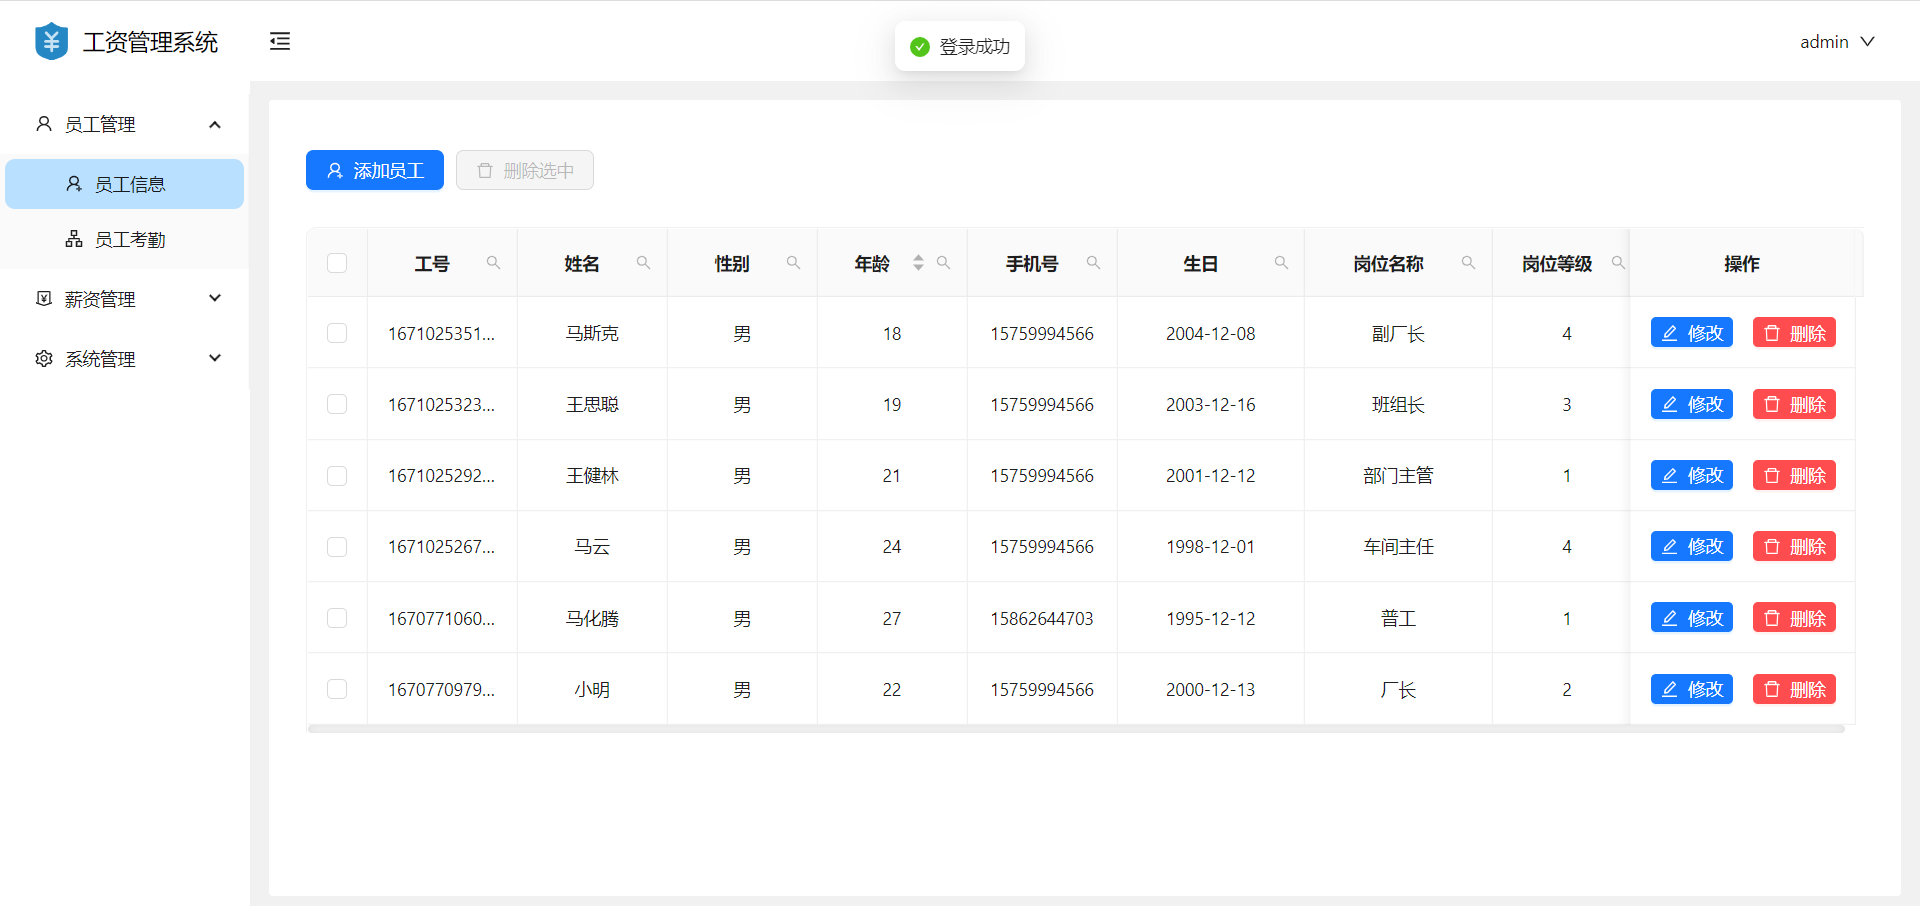 工资管理系统
登录成功
admin
员工管理
员工信息
员工考勤
薪资管理
系统管理
添加员工 删除选中
工号 姓名 性别 年龄 手机号 生日 岗位名称 岗位等级 操作
1671025351... 马斯克 男 18 15759994566 2004-12-08 副厂长 4 修改 删除
1671025323... 王思聪 男 19 15759994566 2003-12-16 班组长 3 修改 删除
1671025292... 王健林 男 21 15759994566 2001-12-12 部门主管 1 修改 删除
1671025267... 马云 男 24 15759994566 1998-12-01 车间主任 4 修改 删除
1670771060... 马化腾 男 27 15862644703 1995-12-12 普工 1 修改 删除
1670770979... 小明 男 22 15759994566 2000-12-13 厂长 2 修改 删除